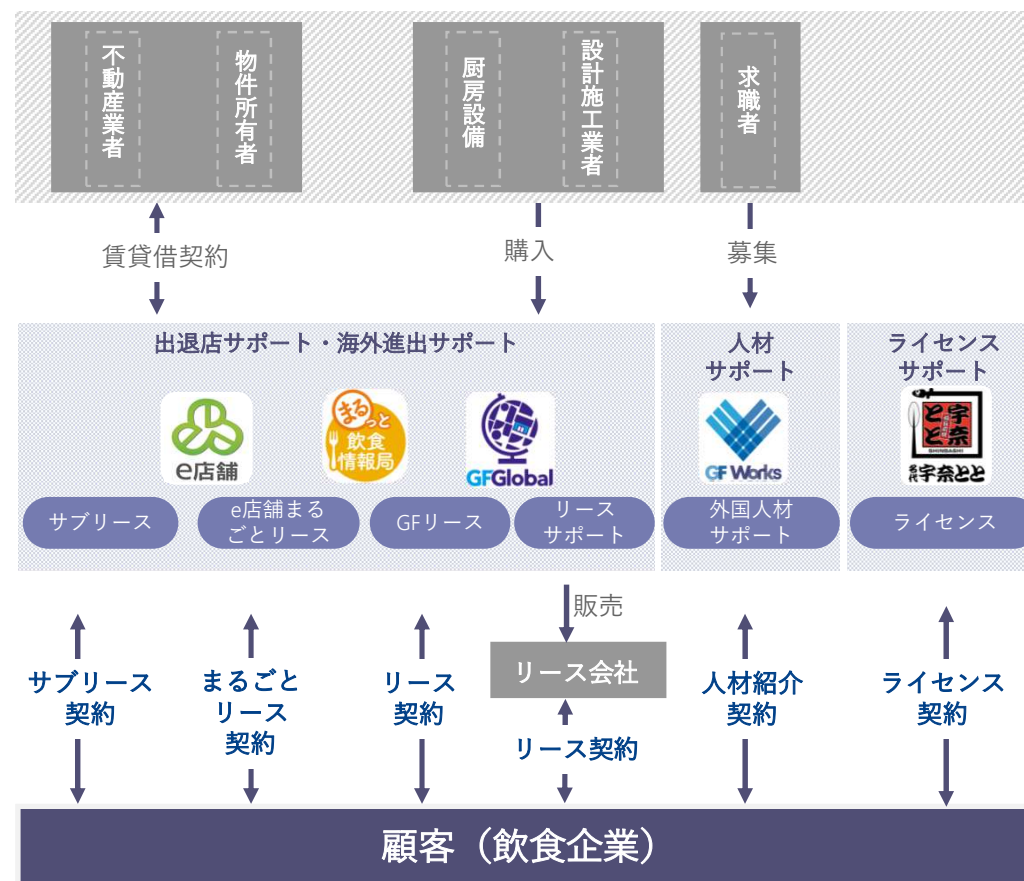 不動産業者
物件所有者
厨房設備
設計施工業者
求職者
賃貸借契約
購入
募集
出退店サポート・海外進出サポート
人材
サポート
ライセンス
サポート
e店舗
まるっと
飲食
情報局
GFGlobal
GF Works
宇奈
とと
SHINBASHI
名代
宇奈とと
サブリース
e店舗まる
ごとリース
GFリース
リース
サポート
外国人材
サポート
ライセンス
販売
リース会社
サブリース
契約
まるごと
リース
契約
リース
契約
リース契約
人材紹介
契約
ライセンス
契約
顧客（飲食企業）